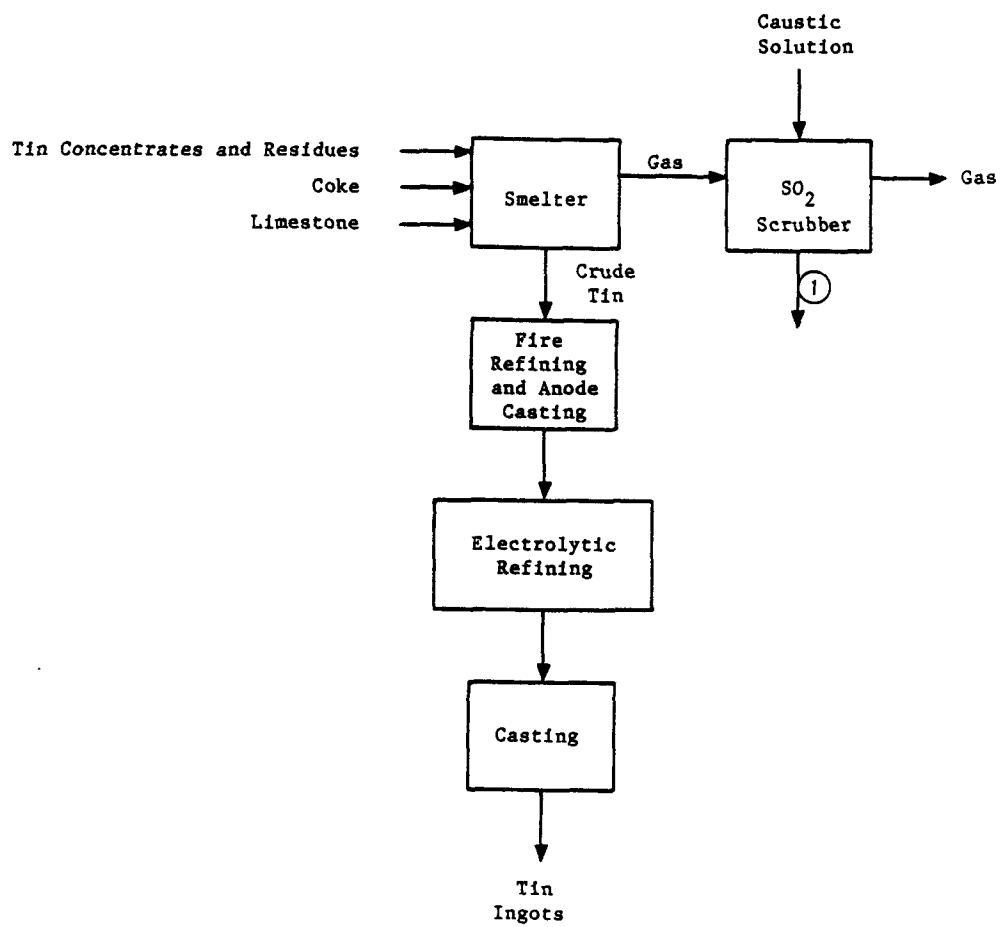 Caustic
Solution
Tin Concentrates and Residues
Coke
Limestone
Smelter
Gas
SO2
Scrubber
Gas
1
Crude
Tin
Fire
Refining
and Anode
Casting
Electrolytic
Refining
Casting
Tin
Ingots